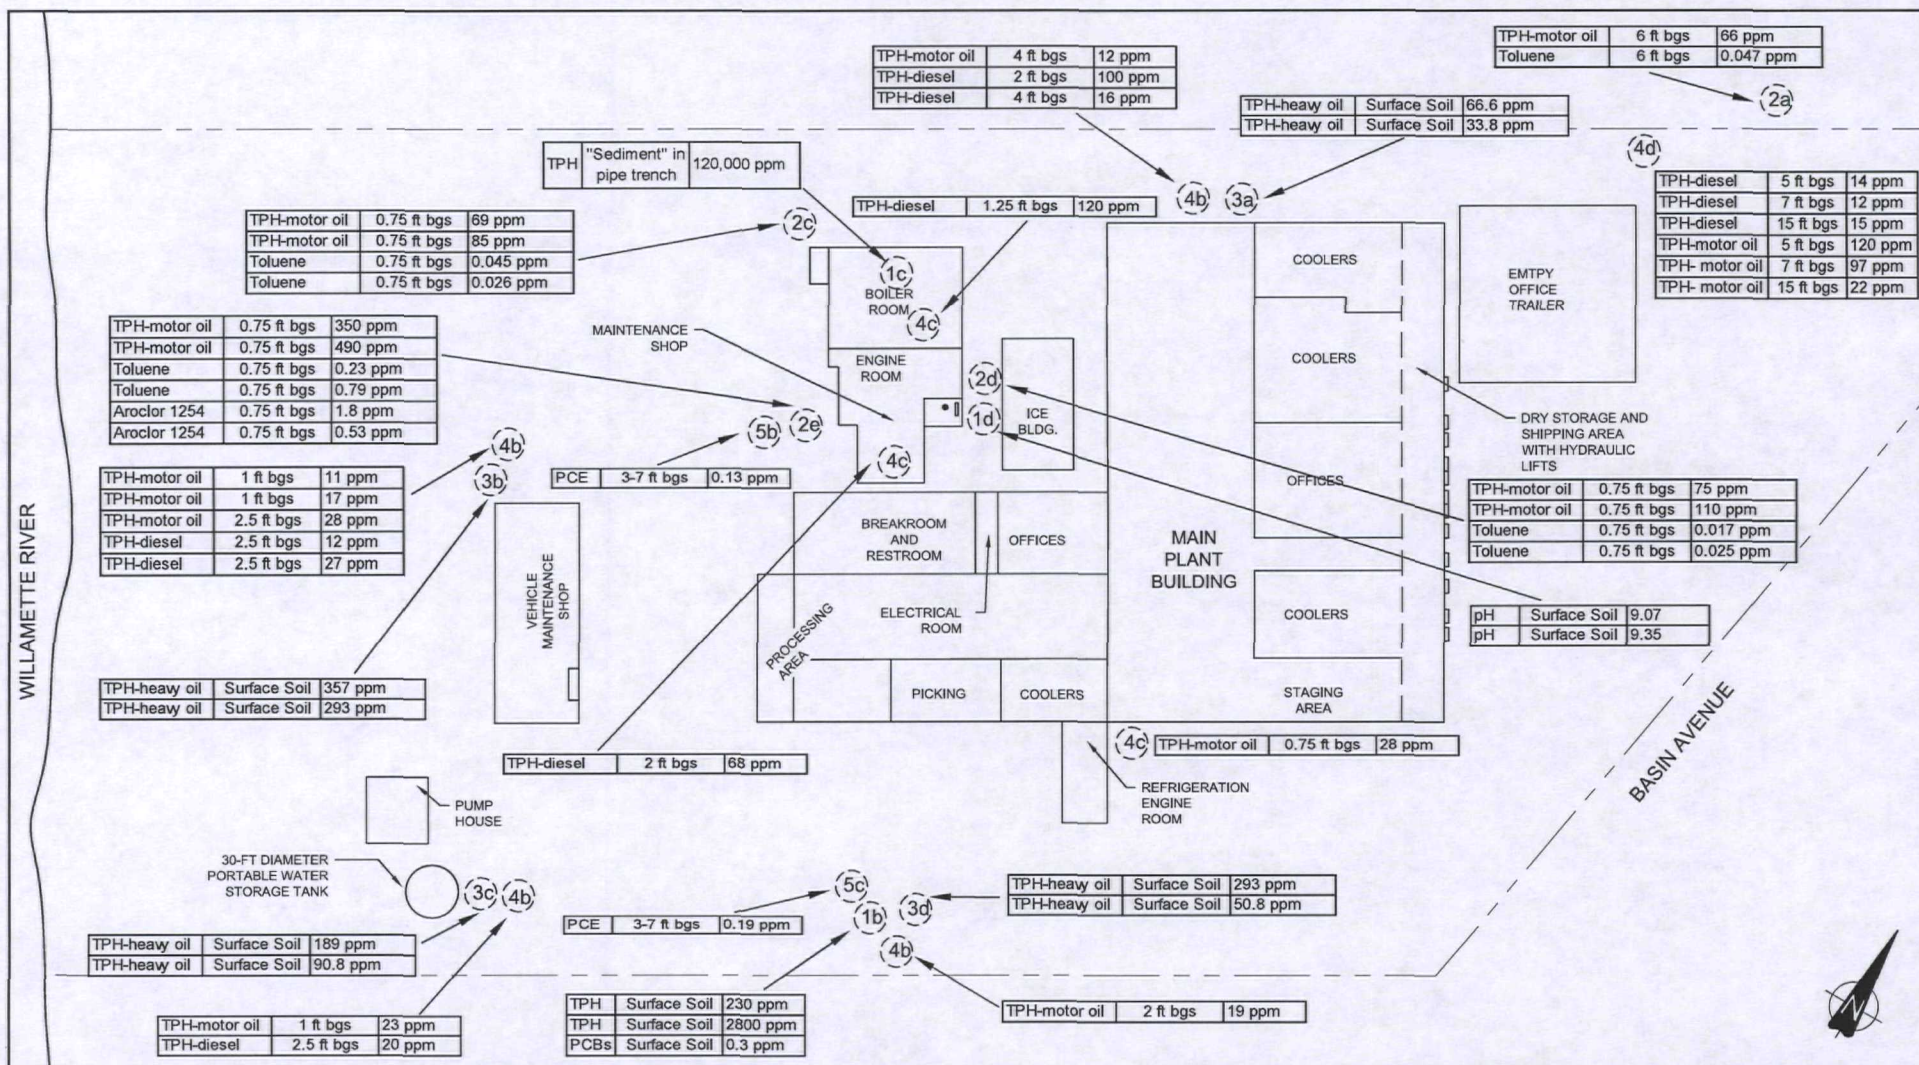 TPH-motor oil 6 ft bgs 66 ppm
Toluene 6 ft bgs 0.047 ppm
2a
TPH-motor oil 4 ft bgs 12 ppm
TPH-diesel 2 ft bgs 100 ppm
TPH-diesel 4 ft bgs 16 ppm
TPH-heavy oil Surface Soil 66.6 ppm
TPH-heavy oil Surface Soil 33.8 ppm
4b
3a
4d
TPH-diesel 5 ft bgs 14 ppm
TPH-diesel 7 ft bgs 12 ppm
TPH-diesel 15 ft bgs 15 ppm
TPH-motor oil 5 ft bgs 120 ppm
TPH- motor oil 7 ft bgs 97 ppm
TPH- motor oil 15 ft bgs 22 ppm
TPH "Sediment" in
pipe trench 120,000 ppm
TPH-diesel 1.25 ft bgs 120 ppm
TPH-motor oil 0.75 ft bgs 69 ppm
TPH-motor oil 0.75 ft bgs 85 ppm
Toluene 0.75 ft bgs 0.045 ppm
Toluene 0.75 ft bgs 0.026 ppm
2c
1c
BOILER
ROOM
4c
COOLERS
EMTPY
OFFICE
TRAILER
TPH-motor oil 0.75 ft bgs 350 ppm
TPH-motor oil 0.75 ft bgs 490 ppm
Toluene 0.75 ft bgs 0.23 ppm
Toluene 0.75 ft bgs 0.79 ppm
Aroclor 1254 0.75 ft bgs 1.8 ppm
Aroclor 1254 0.75 ft bgs 0.53 ppm
MAINTENANCE
SHOP
ENGINE
ROOM
COOLERS
2d
1d
ICE
BLDG.
5b
2e
4c
4b
3b
DRY STORAGE AND
SHIPPING AREA
WITH HYDRAULIC
LIFTS
TPH-motor oil 1 ft bgs 11 ppm
TPH-motor oil 1 ft bgs 17 ppm
TPH-motor oil 2.5 ft bgs 28 ppm
TPH-diesel 2.5 ft bgs 12 ppm
TPH-diesel 2.5 ft bgs 27 ppm
PCE 3-7 ft bgs 0.13 ppm
OFFICES
TPH-motor oil 0.75 ft bgs 75 ppm
TPH-motor oil 0.75 ft bgs 110 ppm
Toluene 0.75 ft bgs 0.017 ppm
Toluene 0.75 ft bgs 0.025 ppm
WILLAMETTE RIVER
VEHICLE
MAINTENANCE
SHOP
BREAKROOM
AND
RESTROOM
OFFICES
MAIN
PLANT
BUILDING
ELECTRICAL
ROOM
PROCESSING
AREA
COOLERS
pH Surface Soil 9.07
pH Surface Soil 9.35
TPH-heavy oil Surface Soil 357 ppm
TPH-heavy oil Surface Soil 293 ppm
PICKING
COOLERS
STAGING
AREA
BASIN AVENUE
TPH-diesel 2 ft bgs 68 ppm
4c
TPH-motor oil 0.75 ft bgs 28 ppm
REFRIGERATION
ENGINE
ROOM
PUMP
HOUSE
30-FT DIAMETER
PORTABLE WATER
STORAGE TANK
3c
4b
5c
1b
3d
4b
TPH-heavy oil Surface Soil 293 ppm
TPH-heavy oil Surface Soil 50.8 ppm
PCE 3-7 ft bgs 0.19 ppm
TPH-heavy oil Surface Soil 189 ppm
TPH-heavy oil Surface Soil 90.8 ppm
TPH-motor oil 1 ft bgs 23 ppm
TPH-diesel 2.5 ft bgs 20 ppm
TPH Surface Soil 230 ppm
TPH Surface Soil 2800 ppm
PCBs Surface Soil 0.3 ppm
TPH-motor oil 2 ft bgs 19 ppm
N